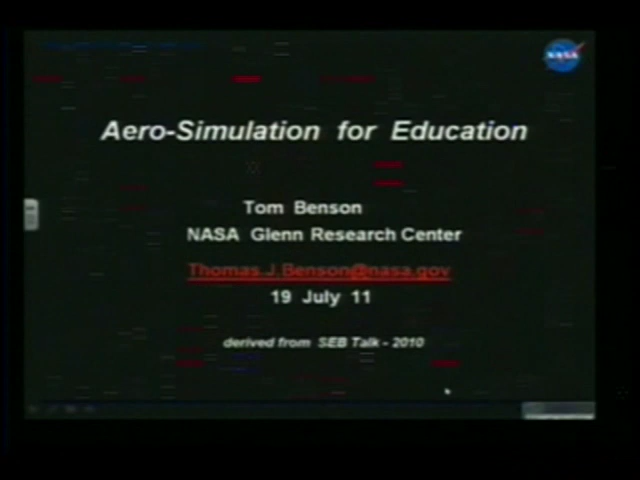 NASA
Aero-Simulation for Education
Tom Benson
NASA Glenn Research Center
Thomas.J.Benson@nasa.gov
19 July 11
derived from SEB Talk - 2010